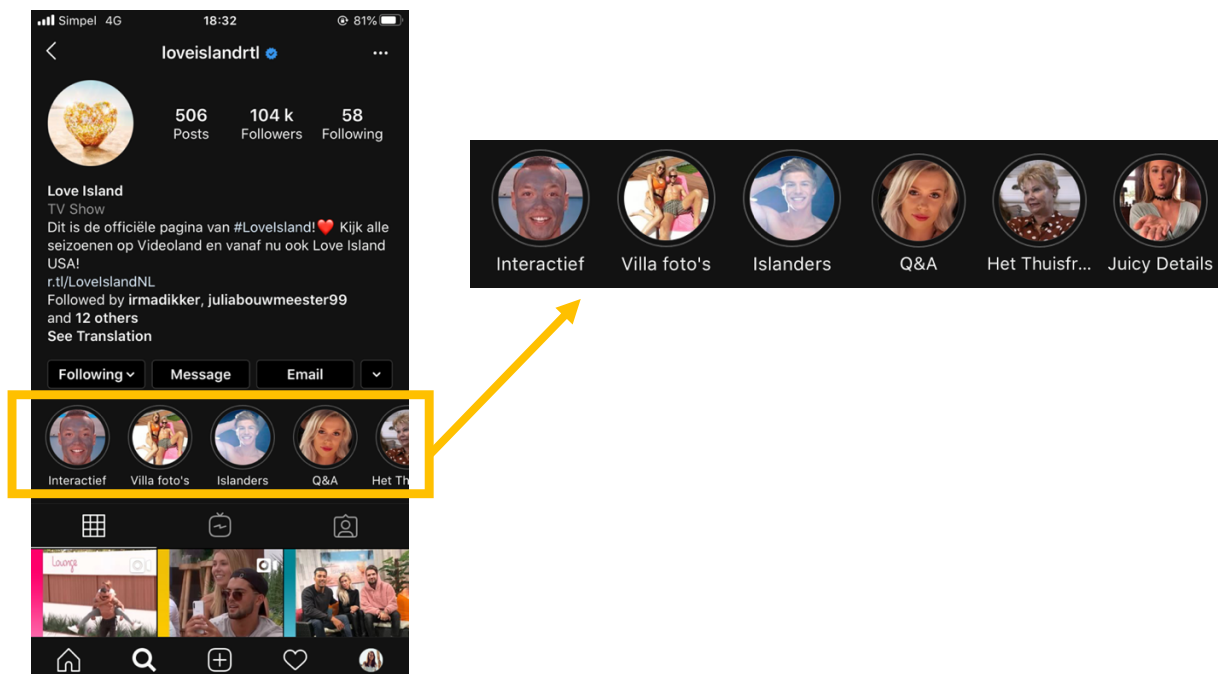 Simpel 4G 18:32 81%
loveislandrtl
506 104 k 58
Posts Followers Following
Love Island
TV Show
Dit is de officiële pagina van #LoveIsland!❤️ Kijk alle
seizoenen op Videoland en vanaf nu ook Love Island
USA!
r.tl/LoveIslandNL
Followed by irmadikker, juliabouwmeester99
and 12 others
See Translation
Following Message Email
Interactief Villa foto's Islanders Q&A Het Th
Lounge
Interactief Villa foto's Islanders Q&A Het Thuisfr... Juicy Details